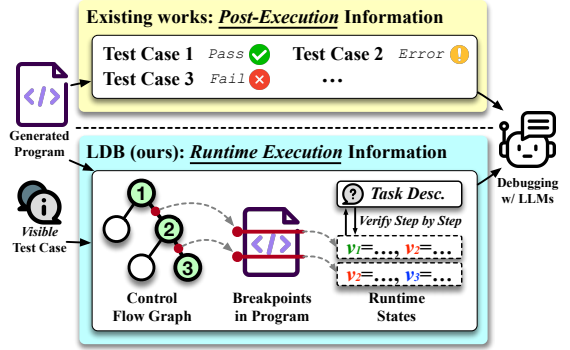 Existing works: Post-Execution Information
Test Case 1 Pass Test Case 2 Error
Test Case 3 Fail ...
Generated
Program
LDB (ours): Runtime Execution Information
Visible
Test Case
1
2
3
Control
Flow Graph
Breakpoints
in Program
Task Desc.
Verify Step by Step
v1=..., v2=...
v2=..., v3=...
Runtime
States
Debugging
w/ LLMs